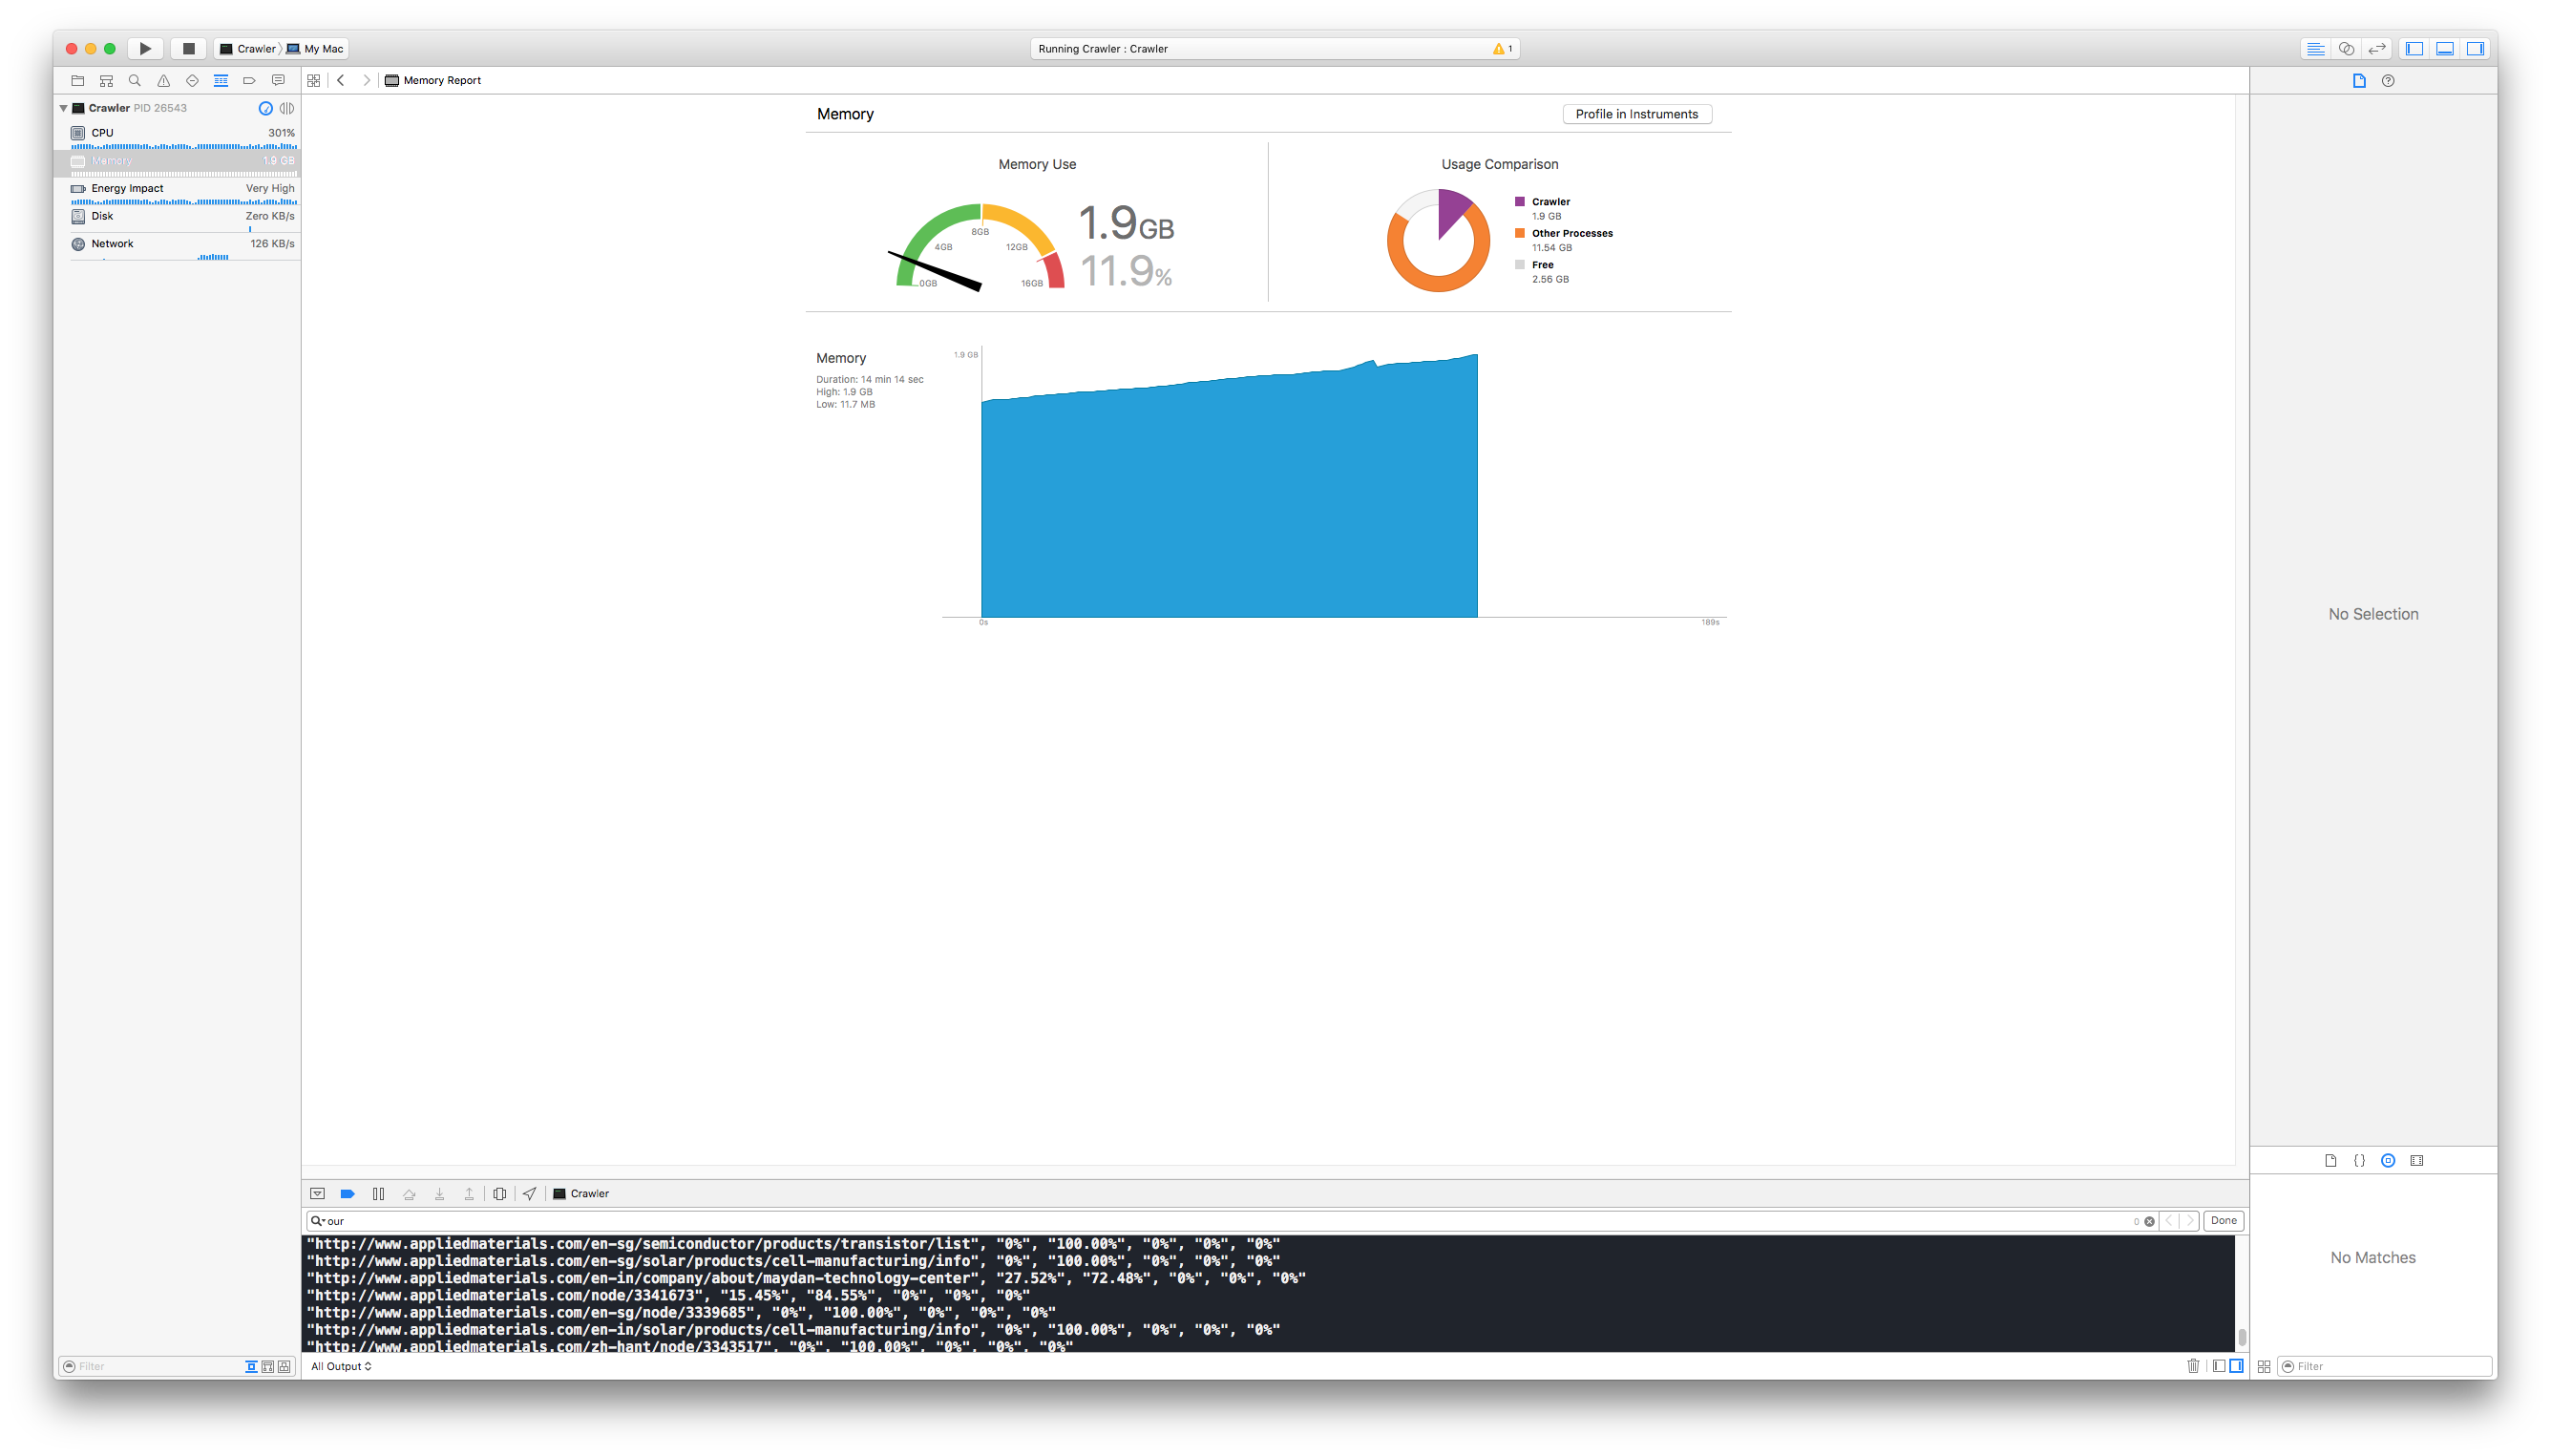 Crawler My Mac
Running Crawler : Crawler
1
Memory Report
Crawler PID 26543
CPU 301%
Memory 1.9 GB
Energy Impact Very High
Disk Zero KB/s
Network 126 KB/s
Memory
Profile in Instruments
Memory Use
0GB
4GB
8GB
12GB
16GB
1.9GB
11.9%
Usage Comparison
Crawler
1.9 GB
Other Processes
11.54 GB
Free
2.56 GB
Memory
Duration: 14 min 14 sec
High: 1.9 GB
Low: 11.7 MB
1.9 GB
0s
189s
No Selection
Crawler
our
0
Done
"http://www.appliedmaterials.com/en-sg/semiconductor/products/transistor/list", "0%", "100.00%", "0%", "0%", "0%"
"http://www.appliedmaterials.com/en-sg/solar/products/cell-manufacturing/info", "0%", "100.00%", "0%", "0%", "0%"
"http://www.appliedmaterials.com/en-in/company/about/maydan-technology-center", "27.52%", "72.48%", "0%", "0%", "0%"
"http://www.appliedmaterials.com/node/3341673", "15.45%", "84.55%", "0%", "0%", "0%"
"http://www.appliedmaterials.com/en-sg/node/3339685", "0%", "100.00%", "0%", "0%", "0%"
"http://www.appliedmaterials.com/en-in/solar/products/cell-manufacturing/info", "0%", "100.00%", "0%", "0%", "0%"
"http://www.appliedmaterials.com/zh-hant/node/3343517", "0%", "100.00%", "0%", "0%", "0%"
No Matches
Filter
All Output
Filter